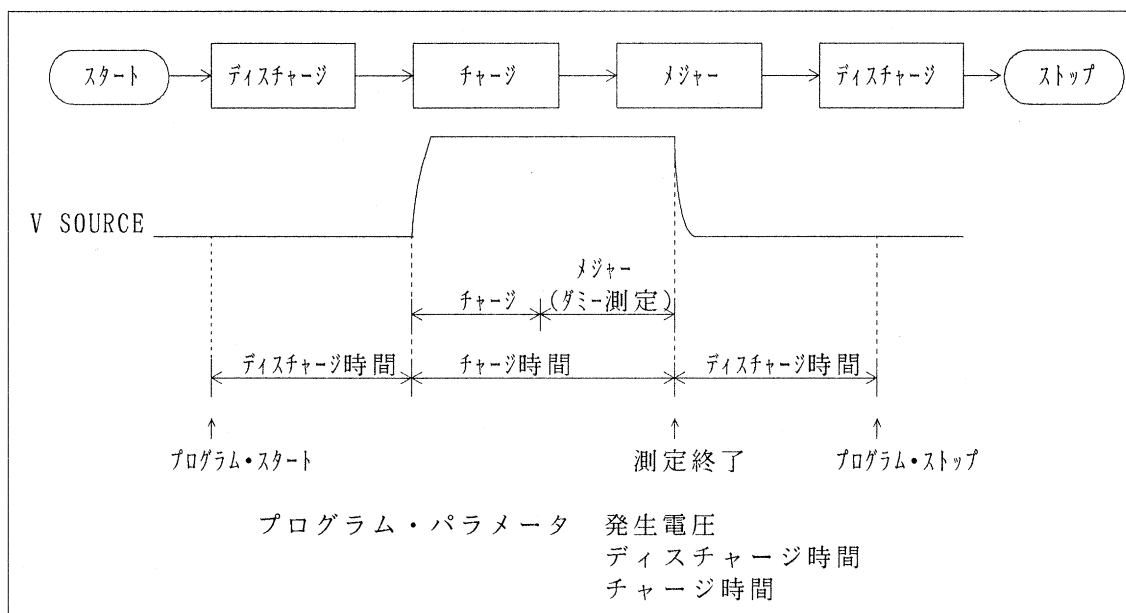 スタート ディスチャージ チャージ メジャー ディスチャージ ストップ
V SOURCE
メジャー
チャージ (ダミー測定)
ディスチャージ時間 チャージ時間 ディスチャージ時間
↑ ↑ ↑
プログラム・スタート 測定終了 プログラム・ストップ
プログラム・パラメータ 発生電圧
ディスチャージ時間
チャージ時間